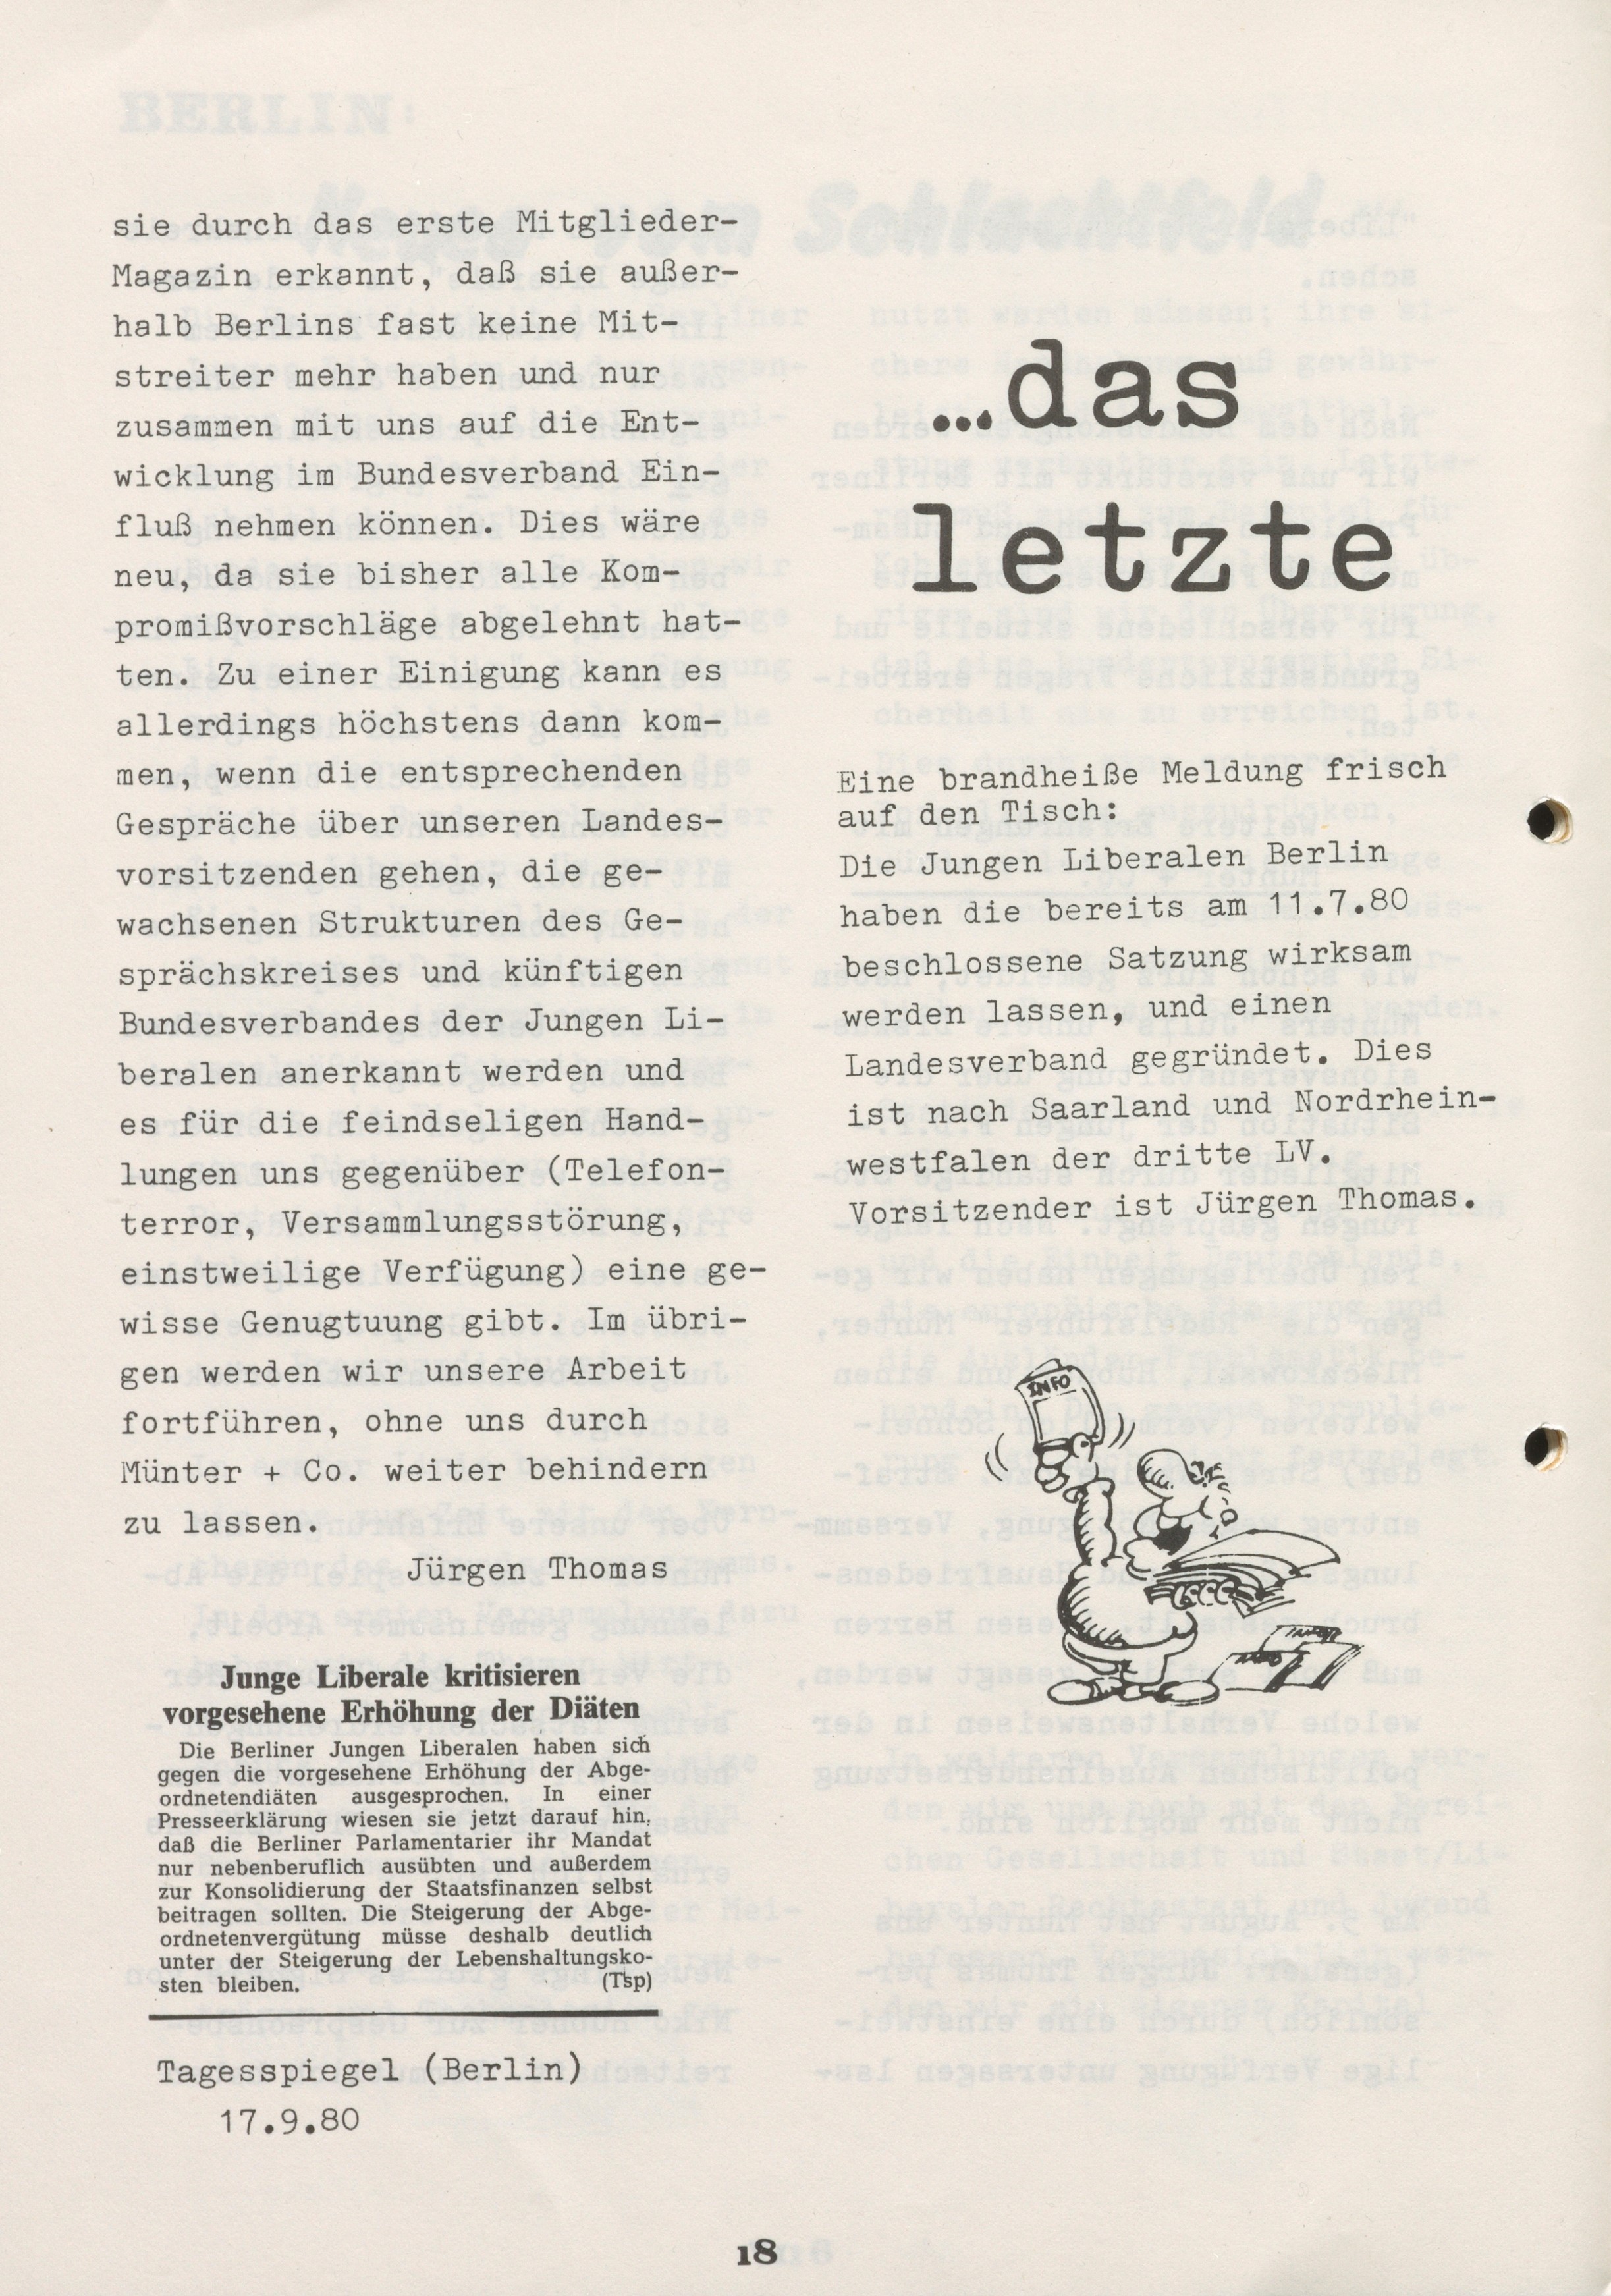 sie durch das erste Mitglieder-
Magazin erkannt, daß sie außer-
halb Berlins fast keine Mit-
streiter mehr haben und nur
zusammen mit uns auf die Ent-
wicklung im Bundesverband Ein-
fluß nehmen können. Dies wäre
neu, da sie bisher alle Kom-
promißvorschläge abgelehnt hat-
ten. Zu einer Einigung kann es
allerdings höchstens dann kom-
men, wenn die entsprechenden
Gespräche über unseren Landes-
vorsitzenden gehen, die ge-
wachsenen Strukturen des Ge-
sprächskreises und künftigen
Bundesverbandes der Jungen Li-
beralen anerkannt werden und
es für die feindseligen Hand-
lungen uns gegenüber (Telefon-
terror, Versammlungsstörung,
einstweilige Verfügung) eine ge-
wisse Genugtuung gibt. Im übri-
gen werden wir unsere Arbeit
fortführen, ohne uns durch
Münter + Co. weiter behindern
zu lassen.
Jürgen Thomas
Junge Liberale kritisieren
vorgesehene Erhöhung der Diäten
Die Berliner Jungen Liberalen haben sich
gegen die vorgesehene Erhöhung der Abge-
ordnetendiäten ausgesprochen. In einer
Presseerklärung wiesen sie jetzt darauf hin,
daß die Berliner Parlamentarier ihr Mandat
nur nebenberuflich ausübten und außerdem
zur Konsolidierung der Staatsfinanzen selbst
beitragen sollten. Die Steigerung der Abge-
ordnetenvergütung müsse deshalb deutlich
unter der Steigerung der Lebenshaltungsko-
sten bleiben. (Tsp)
Tagesspiegel (Berlin)
17.9.80
...das
letzte
Eine brandheiße Meldung frisch
auf den Tisch:
Die Jungen Liberalen Berlin
haben die bereits am 11.7.80
beschlossene Satzung wirksam
werden lassen, und einen
Landesverband gegründet. Dies
ist nach Saarland und Nordrhein-
westfalen der dritte LV.
Vorsitzender ist Jürgen Thomas.
INFO
18